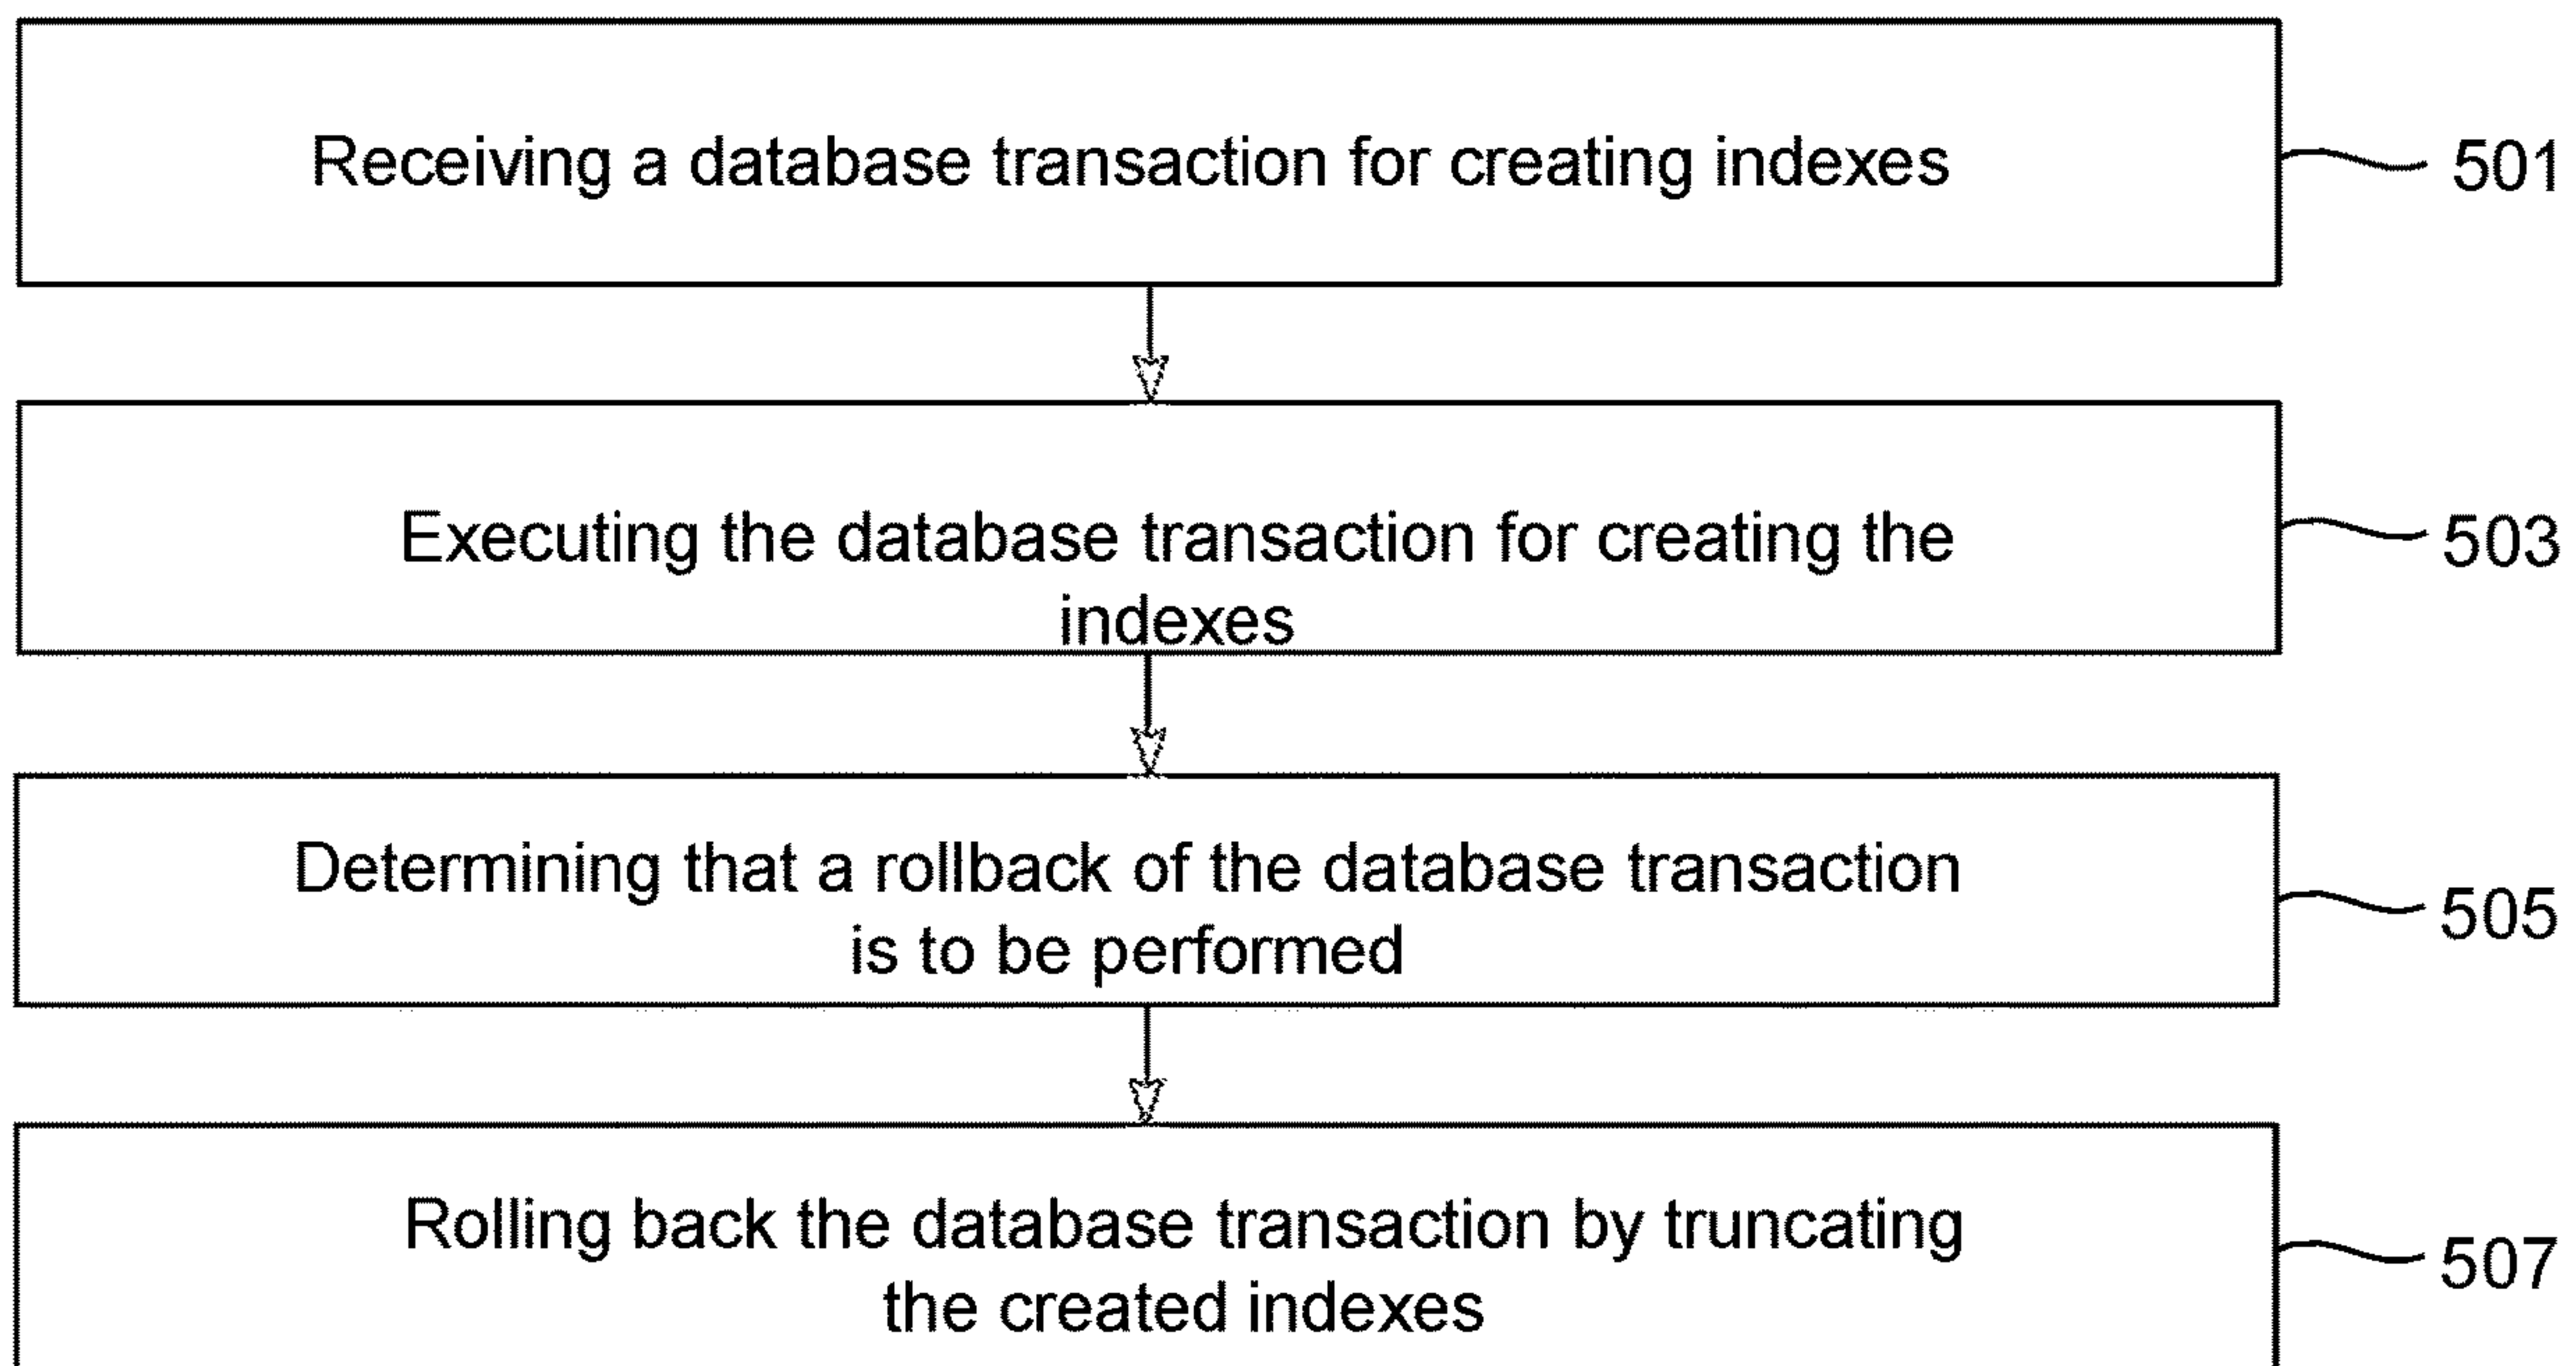 Receiving a database transaction for creating indexes
501
Executing the database transaction for creating the
indexes
503
Determining that a rollback of the database transaction
is to be performed
505
Rolling back the database transaction by truncating
the created indexes
507